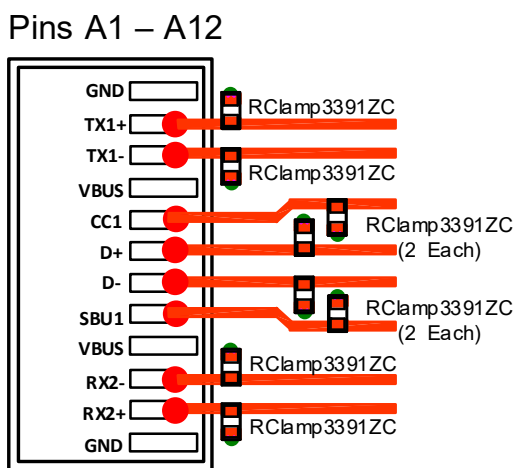 Pins A1 – A12
GND
RClamp3391ZC
TX1+
TX1-
RClamp3391ZC
VBUS
CC1
RClamp3391ZC
(2 Each)
D+
D-
SBU1
RClamp3391ZC
(2 Each)
VBUS
RClamp3391ZC
RX2-
RX2+
RClamp3391ZC
GND